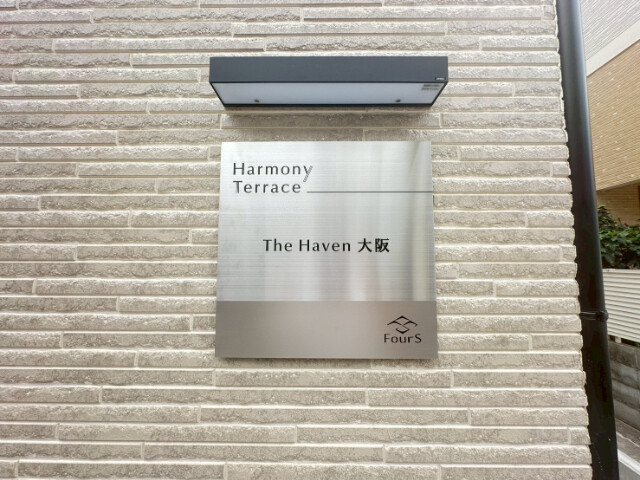 Harmony
Terrace
The Haven 大阪
FourS